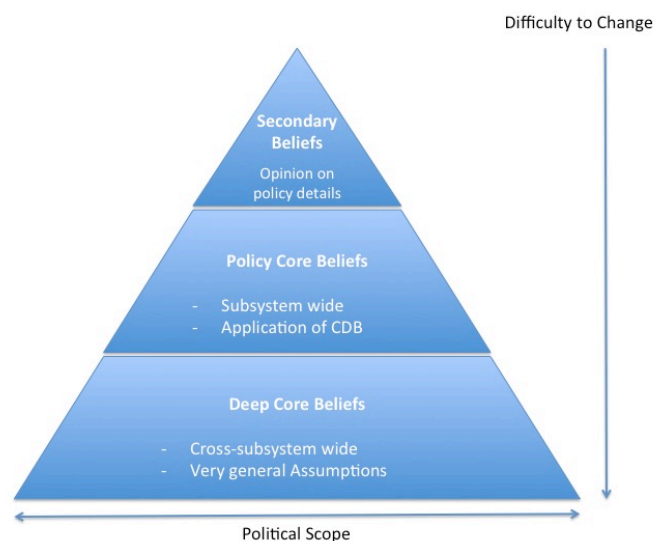 Difficulty to Change
Secondary
Beliefs
Opinion on
policy details
Policy Core Beliefs
- Subsystem wide
- Application of CDB
Deep Core Beliefs
- Cross-subsystem wide
- Very general Assumptions
Political Scope